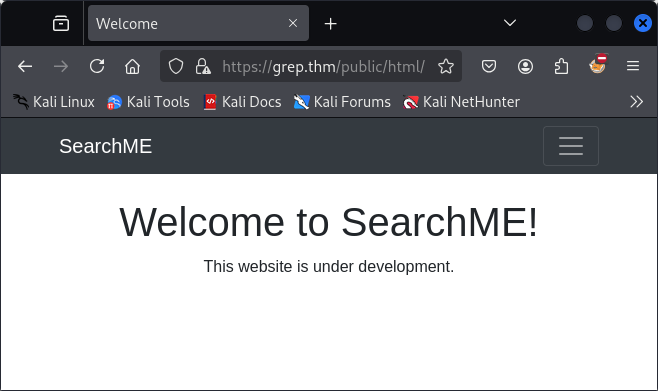 Welcome
https://grep.thm/public/html/
Kali Linux Kali Tools Kali Docs Kali Forums Kali NetHunter
SearchME
Welcome to SearchME!
This website is under development.